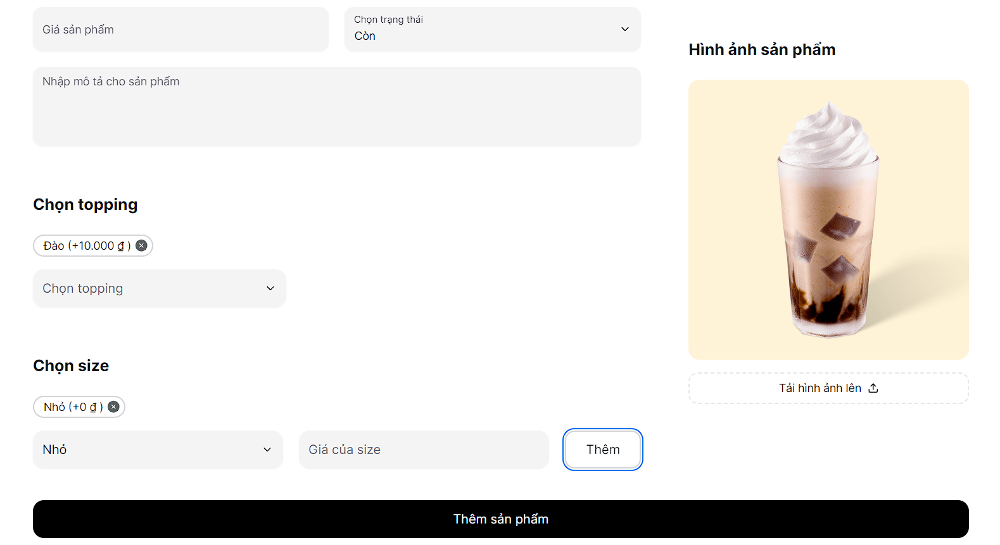 Giá sản phẩm
Chọn trạng thái
Còn
Nhập mô tả cho sản phẩm
Chọn topping
Đào (+10.000 ₫ )
Chọn topping
Chọn size
Nhỏ (+0 ₫ )
Nhỏ
Giá của size
Thêm
Hình ảnh sản phẩm
Tải hình ảnh lên
Thêm sản phẩm